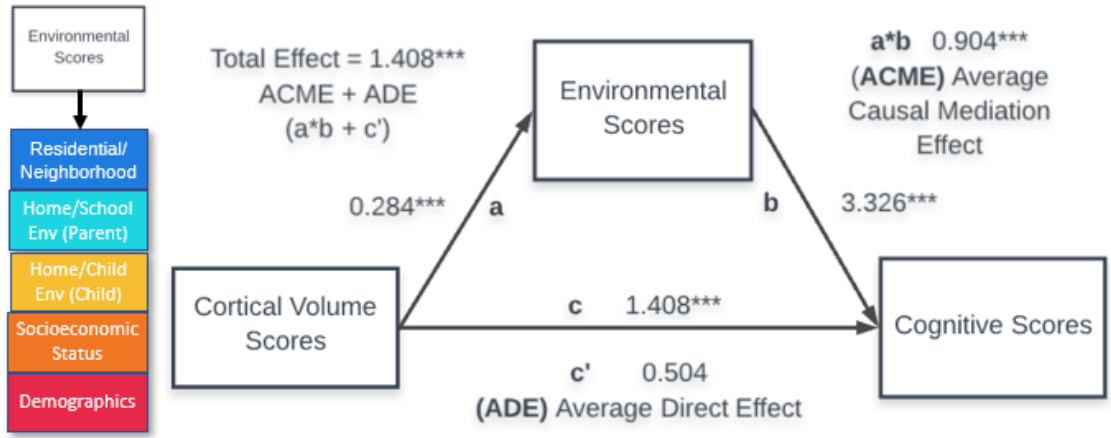 Environmental
Scores
Residential/
Neighborhood
Home/School
Env (Parent)
Home/Child
Env (Child)
Socioeconomic
Status
Demographics
Total Effect = 1.408***
ACME + ADE
(a*b + c')
Environmental
Scores
a*b 0.904***
(ACME) Average
Causal Mediation
Effect
0.284*** a
b 3.326***
Cortical Volume
Scores
c 1.408***
Cognitive Scores
c' 0.504
(ADE) Average Direct Effect